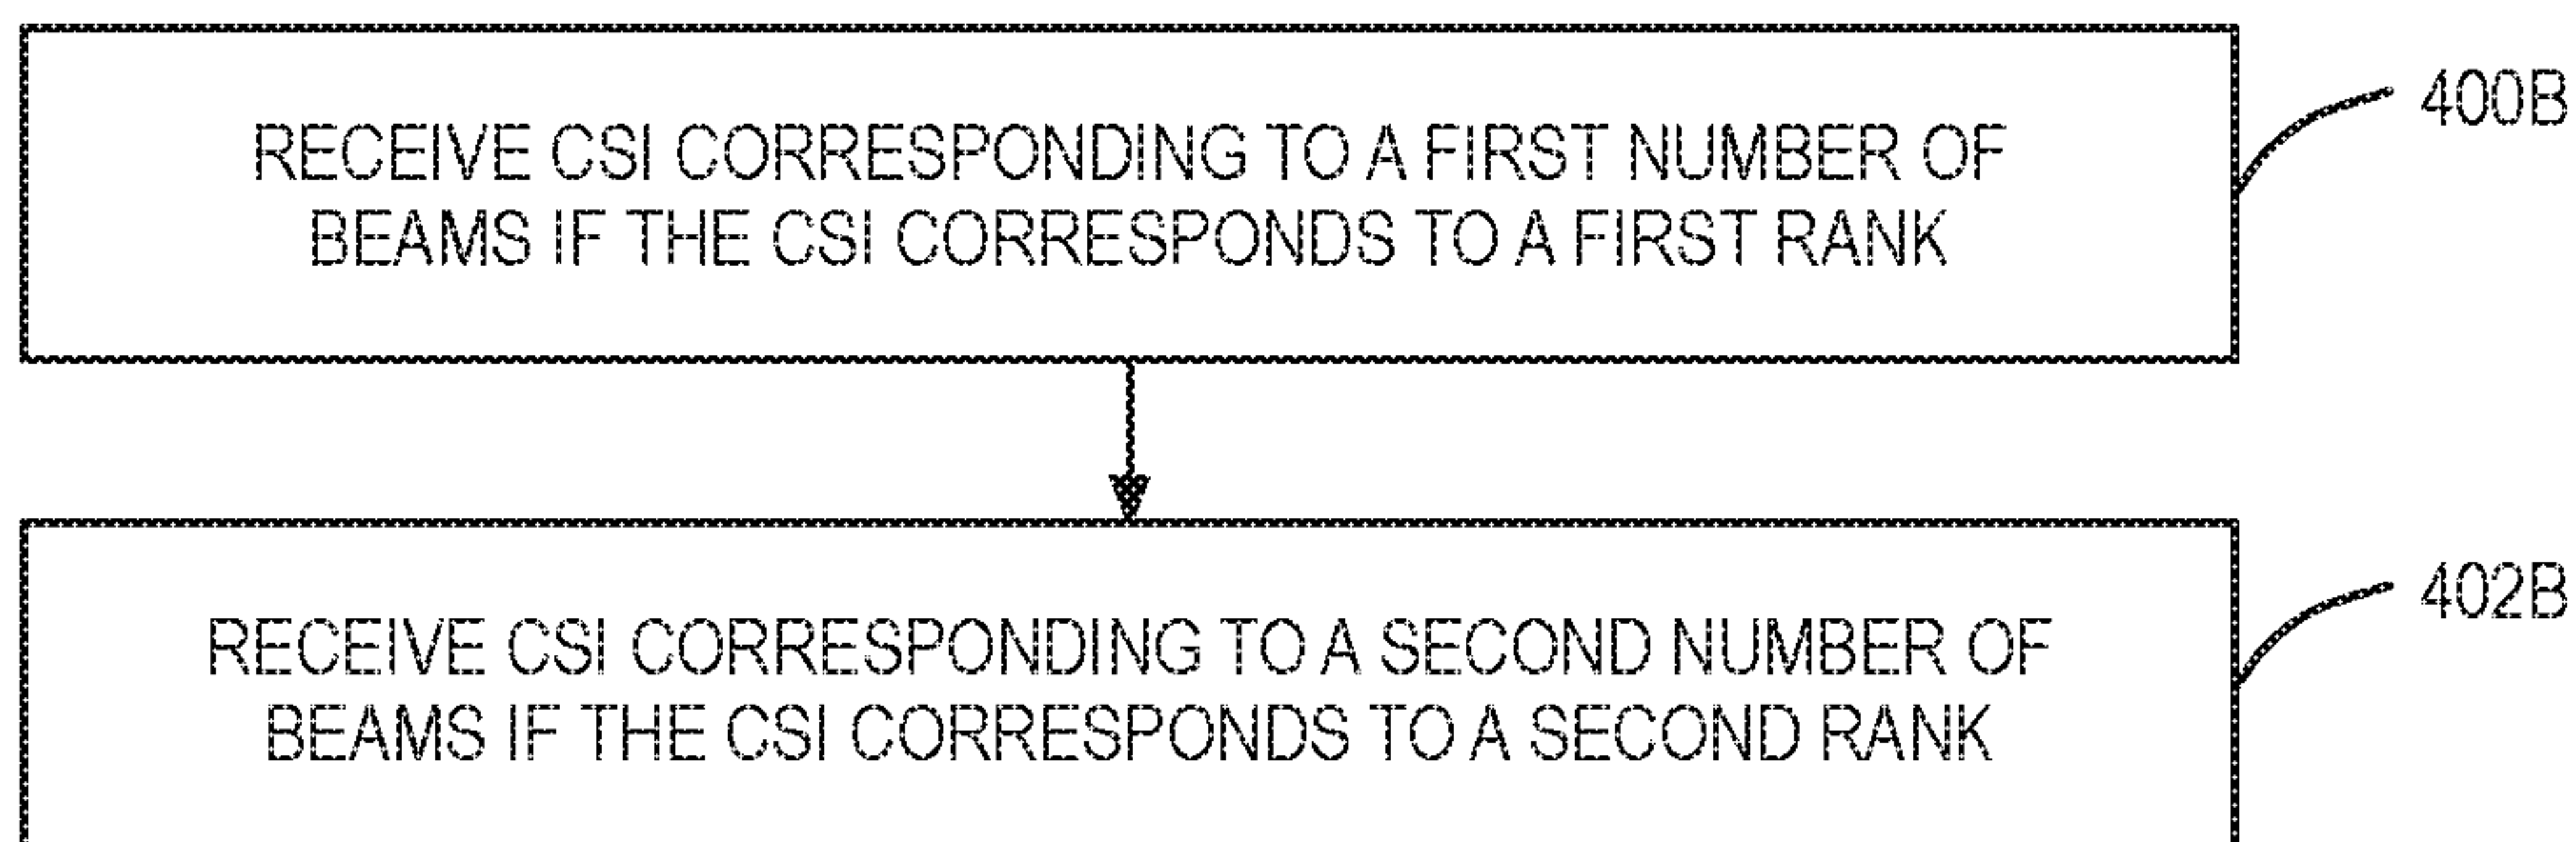 RECEIVE CSI CORRESPONDING TO A FIRST NUMBER OF
BEAMS IF THE CSI CORRESPONDS TO A FIRST RANK
400B
RECEIVE CSI CORRESPONDING TO A SECOND NUMBER OF
BEAMS IF THE CSI CORRESPONDS TO A SECOND RANK
402B